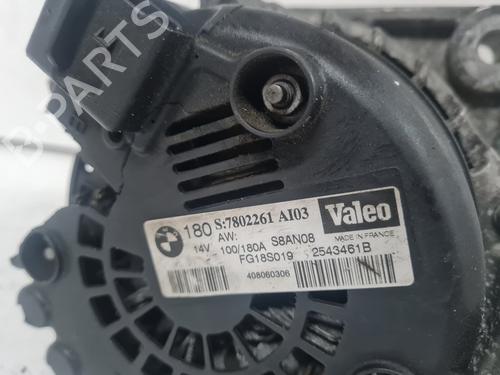 B-PARTS
180 S:7802261 AI03
AW:
14V - 100/180A S8AN08
FG18S019
408060306
Valeo
MADE IN FRANCE
2543461B